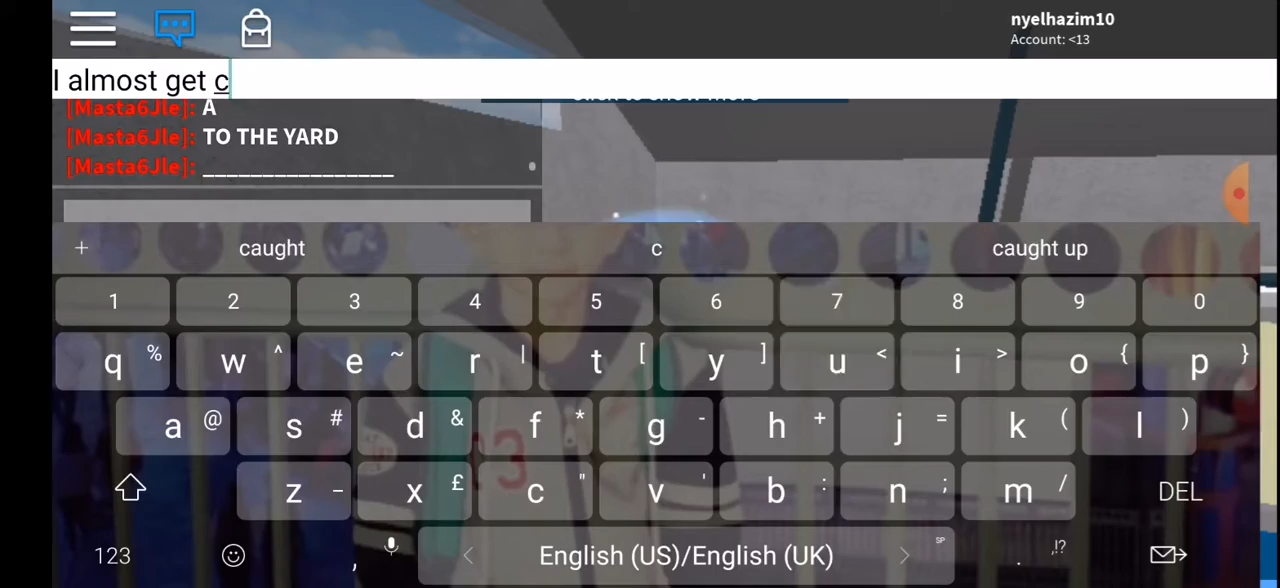 nyelhazim10
Account: <13
I almost get c
[Masta6Jle]: A
[Masta6Jle]: TO THE YARD
[Masta6Jle]: ________________
+ caught c caught up
1 2 3 4 5 6 7 8 9 0
q % w ^ e ~ r | t [ y ] u < i > o { p }
a @ s # d & f * g - h + j = k ( l )
z _ x £ c " v ' b : n ; m / DEL
123 , < English (US)/English (UK) > SP . ,!?